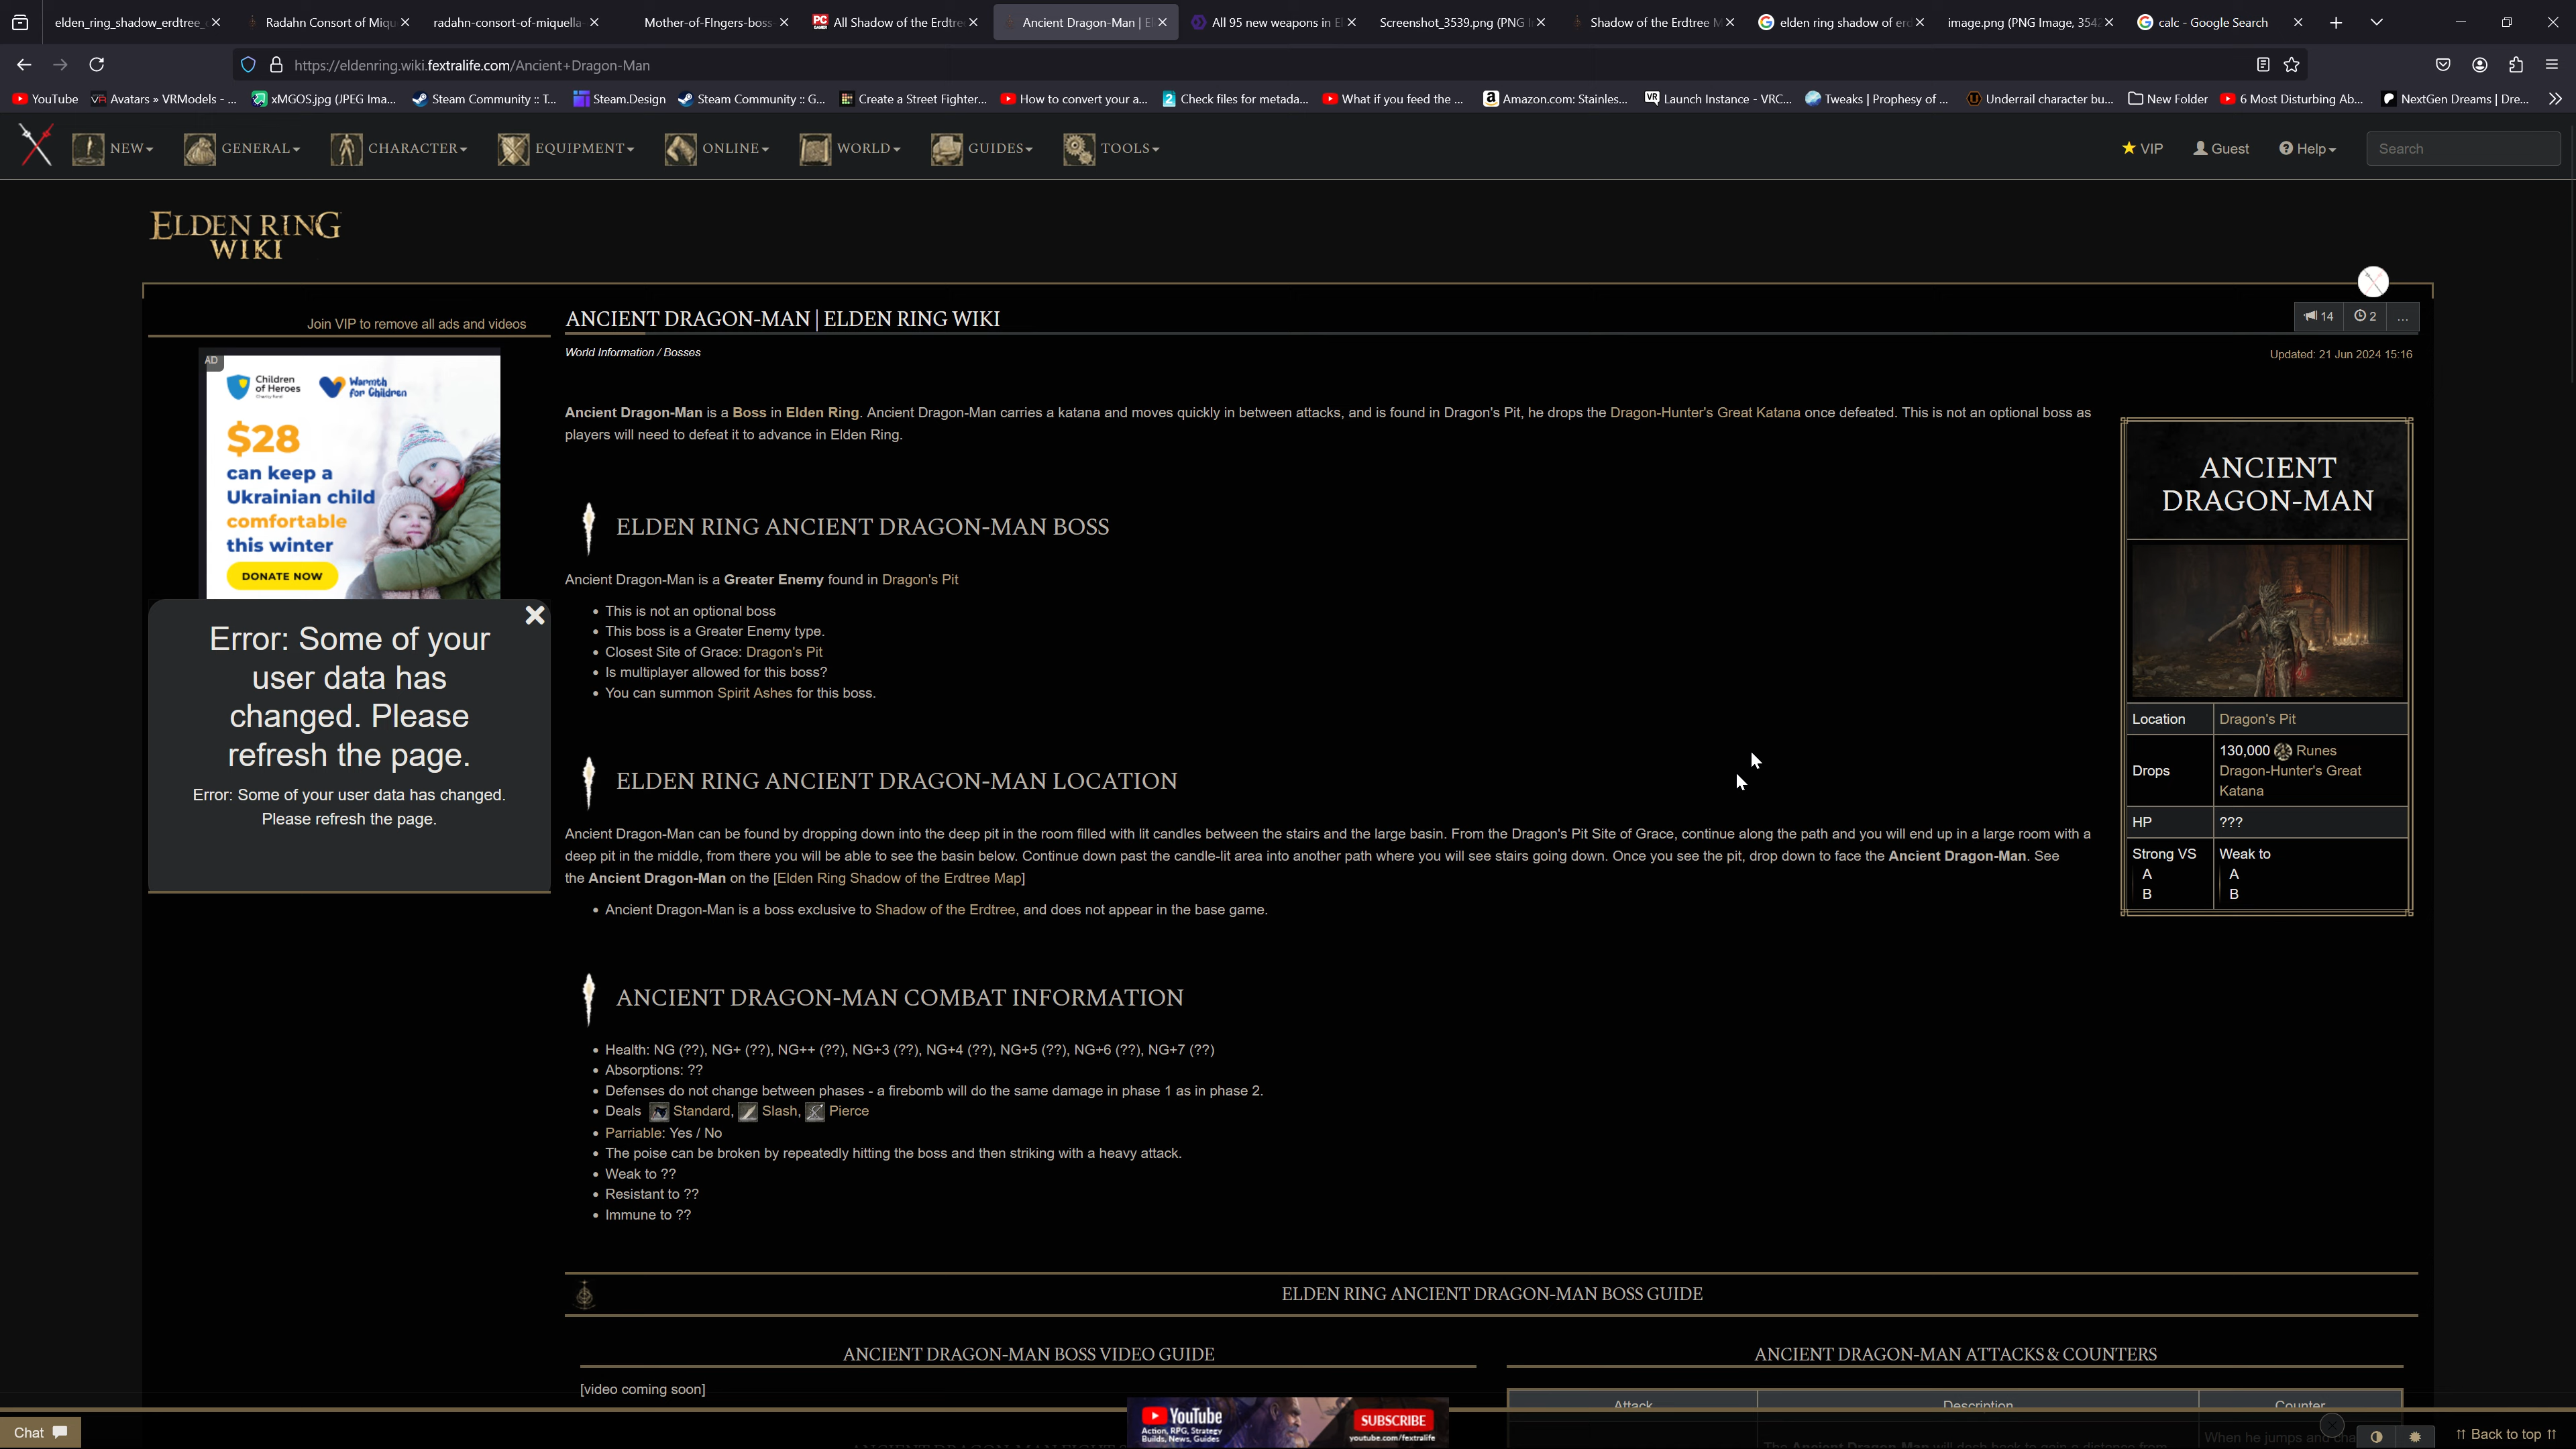 elden_ring_shadow_erdtree_
Radahn Consort of Miqu
radahn-consort-of-miquella
Mother-of-FIngers-boss
All Shadow of the Erdtre
Ancient Dragon-Man | El
All 95 new weapons in El
Screenshot_3539.png (PNG I
Shadow of the Erdtree M
elden ring shadow of erd
image.png (PNG Image, 354
calc - Google Search
https://eldenring.wiki.fextralife.com/Ancient+Dragon-Man
YouTube
Avatars » VRModels - ...
xMGOS.jpg (JPEG Ima...
Steam Community :: T...
Steam.Design
Steam Community :: G...
Create a Street Fighter...
How to convert your a...
Check files for metada...
What if you feed the ...
Amazon.com: Stainles...
Launch Instance - VRC...
Tweaks | Prophesy of ...
Underrail character bu...
New Folder
6 Most Disturbing Ab...
NextGen Dreams | Dre...
NEW
GENERAL
CHARACTER
EQUIPMENT
ONLINE
WORLD
GUIDES
TOOLS
VIP
Guest
Help
Search
ELDEN RING
WIKI
Join VIP to remove all ads and videos
ANCIENT DRAGON-MAN | ELDEN RING WIKI
14
2
...
World Information / Bosses
Updated: 21 Jun 2024 15:16
AD
Children
of Heroes
Warmth
for Children
$28
can keep a
Ukrainian child
comfortable
this winter
DONATE NOW
Error: Some of your
user data has
changed. Please
refresh the page.
Error: Some of your user data has changed.
Please refresh the page.
Ancient Dragon-Man is a Boss in Elden Ring. Ancient Dragon-Man carries a katana and moves quickly in between attacks, and is found in Dragon's Pit, he drops the Dragon-Hunter's Great Katana once defeated. This is not an optional boss as
players will need to defeat it to advance in Elden Ring.
ELDEN RING ANCIENT DRAGON-MAN BOSS
Ancient Dragon-Man is a Greater Enemy found in Dragon's Pit
• This is not an optional boss
• This boss is a Greater Enemy type.
• Closest Site of Grace: Dragon's Pit
• Is multiplayer allowed for this boss?
• You can summon Spirit Ashes for this boss.
ELDEN RING ANCIENT DRAGON-MAN LOCATION
Ancient Dragon-Man can be found by dropping down into the deep pit in the room filled with lit candles between the stairs and the large basin. From the Dragon's Pit Site of Grace, continue along the path and you will end up in a large room with a
deep pit in the middle, from there you will be able to see the basin below. Continue down past the candle-lit area into another path where you will see stairs going down. Once you see the pit, drop down to face the Ancient Dragon-Man. See
the Ancient Dragon-Man on the [Elden Ring Shadow of the Erdtree Map]
• Ancient Dragon-Man is a boss exclusive to Shadow of the Erdtree, and does not appear in the base game.
ANCIENT DRAGON-MAN COMBAT INFORMATION
• Health: NG (??), NG+ (??), NG++ (??), NG+3 (??), NG+4 (??), NG+5 (??), NG+6 (??), NG+7 (??)
• Absorptions: ??
• Defenses do not change between phases - a firebomb will do the same damage in phase 1 as in phase 2.
• Deals Standard, Slash, Pierce
• Parriable: Yes / No
• The poise can be broken by repeatedly hitting the boss and then striking with a heavy attack.
• Weak to ??
• Resistant to ??
• Immune to ??
ANCIENT
DRAGON-MAN
Location
Dragon's Pit
Drops
130,000 Runes
Dragon-Hunter's Great
Katana
HP
???
Strong VS
A
B
Weak to
A
B
ELDEN RING ANCIENT DRAGON-MAN BOSS GUIDE
ANCIENT DRAGON-MAN BOSS VIDEO GUIDE
[video coming soon]
ANCIENT DRAGON-MAN ATTACKS & COUNTERS
Attack
Description
Counter
When he jumps and cha
Chat
YouTube
Action, RPG, Strategy
Builds, News, Guides
SUBSCRIBE
youtube.com/fextralife
Back to top